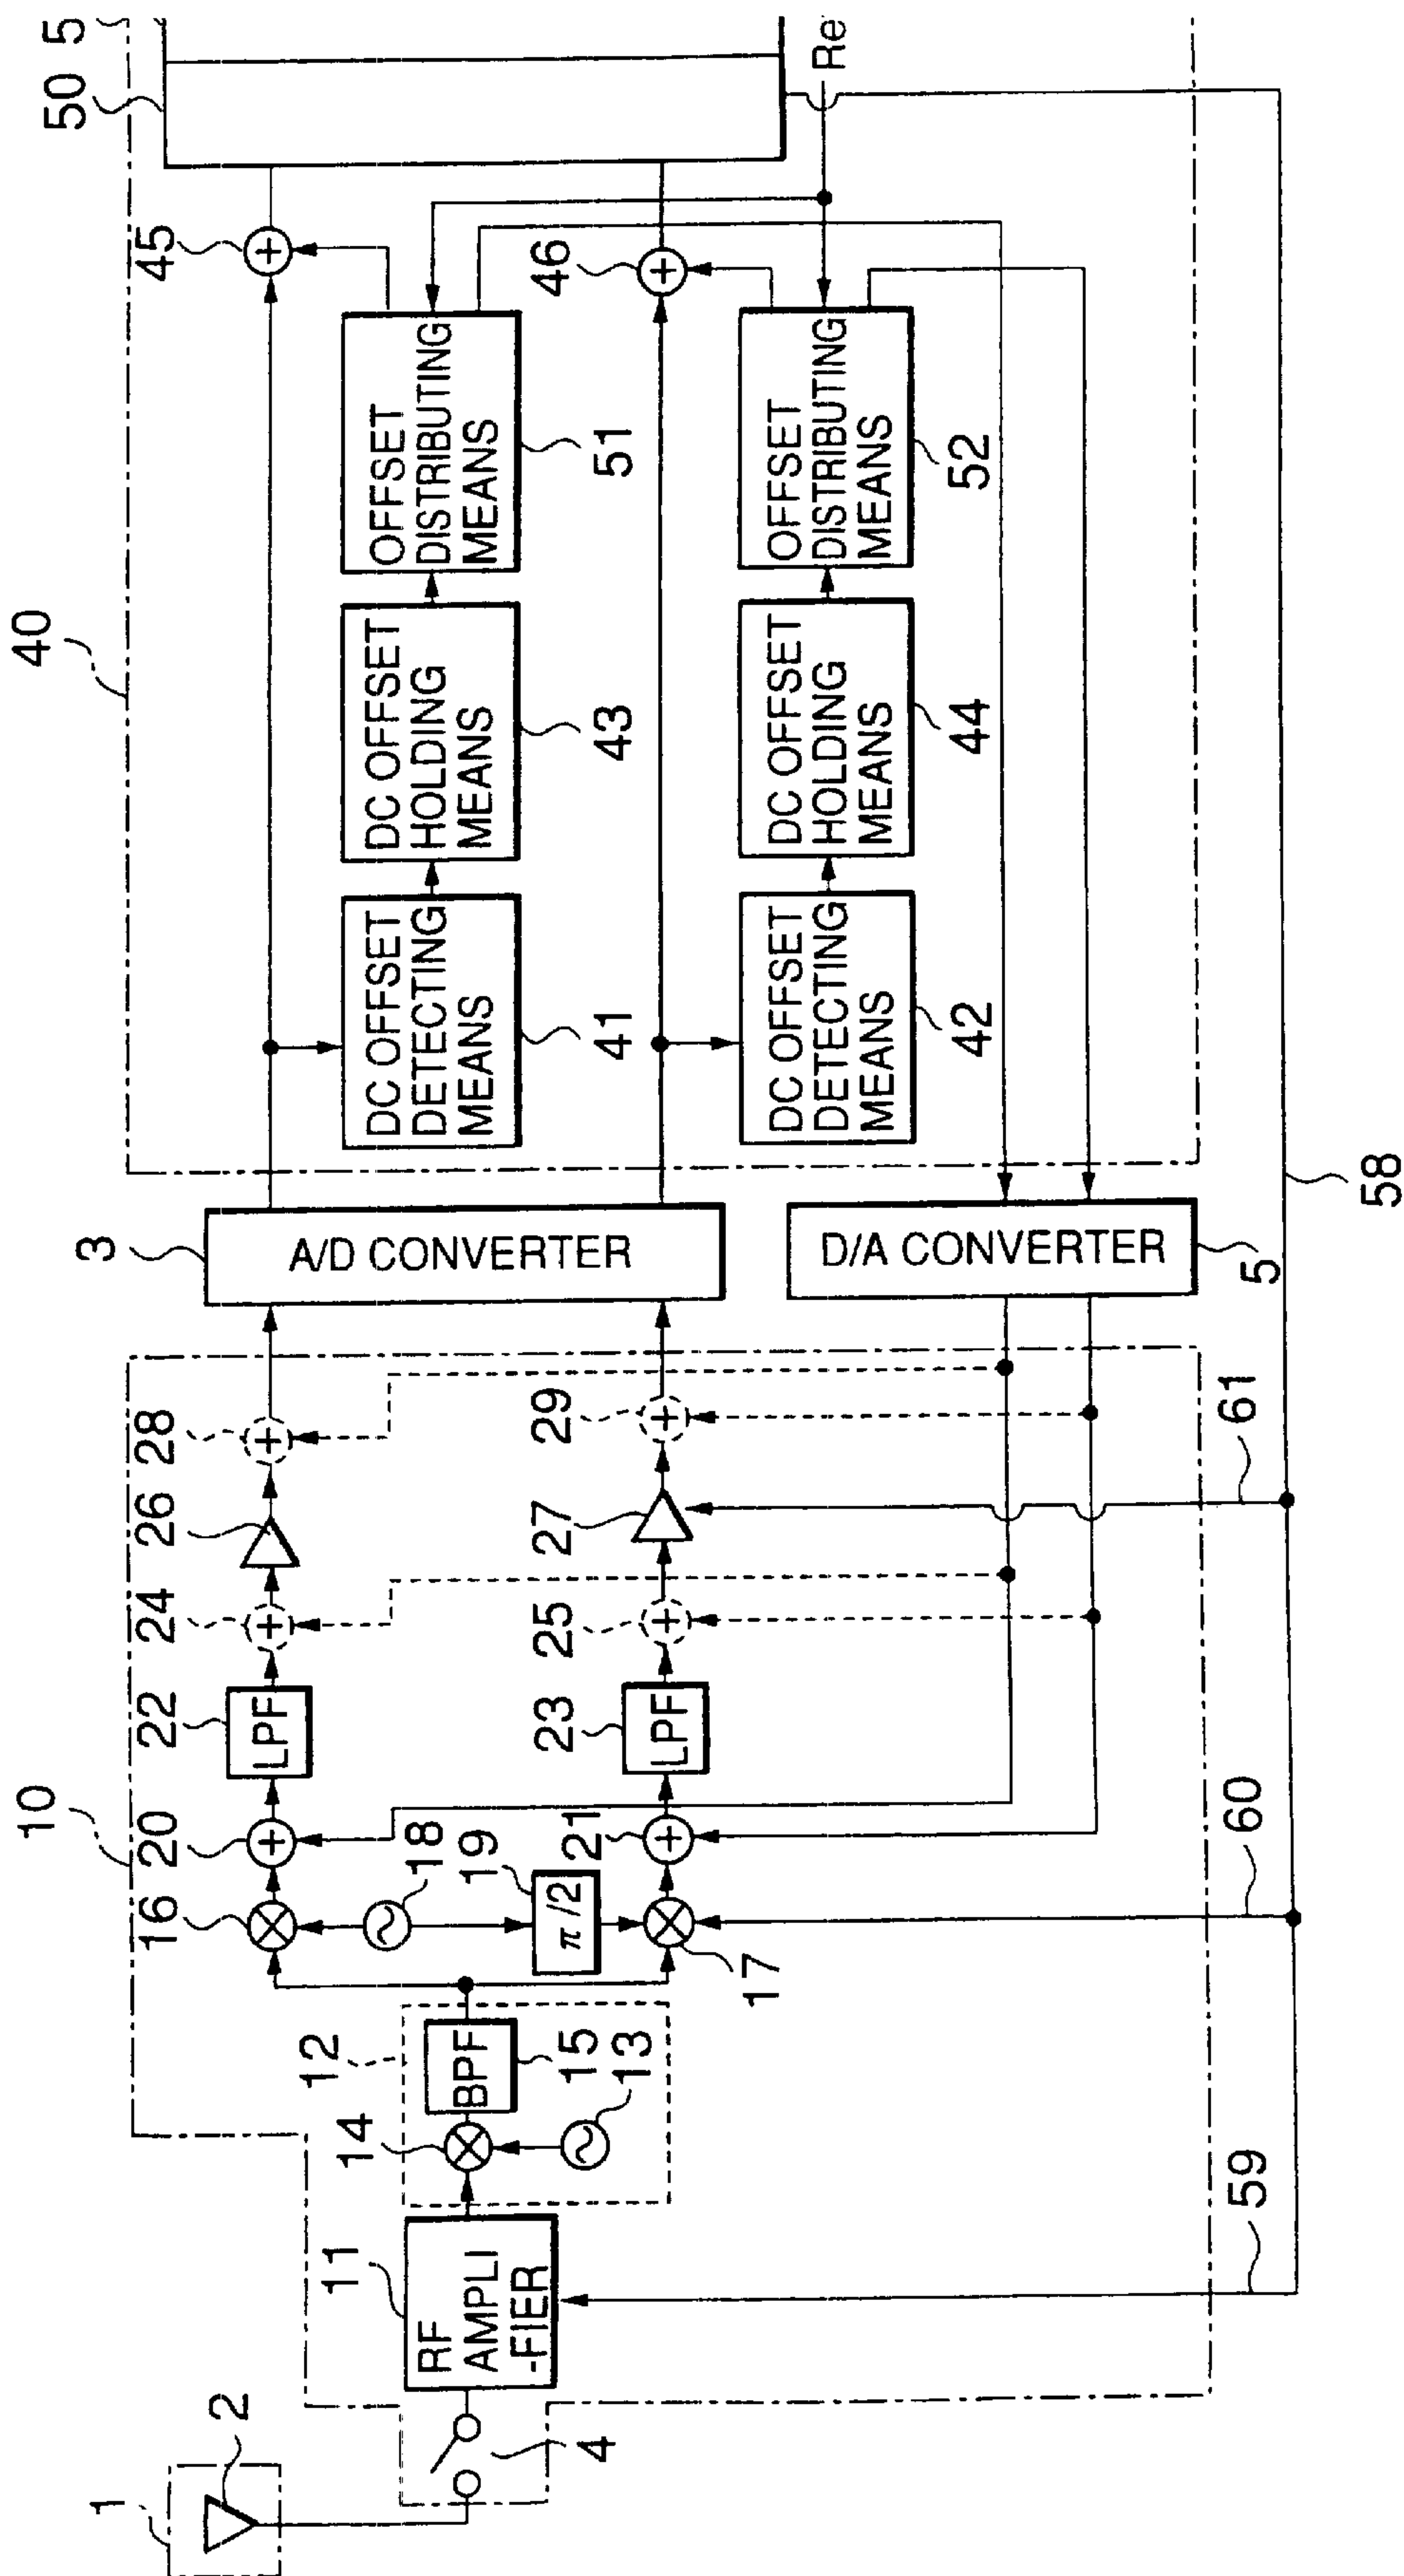 1
2
4
RF
AMPLI
-FIER
11
12
14
BPF
15
13
10
16
18
19
π/2
17
20
21
22
LPF
23
LPF
24
25
26
27
28
29
59
60
61
58
3
A/D CONVERTER
D/A CONVERTER
5
40
DC OFFSET
DETECTING
MEANS
41
DC OFFSET
DETECTING
MEANS
42
DC OFFSET
HOLDING
MEANS
43
DC OFFSET
HOLDING
MEANS
44
OFFSET
DISTRIBUTING
MEANS
51
OFFSET
DISTRIBUTING
MEANS
52
45
46
50
5
Re